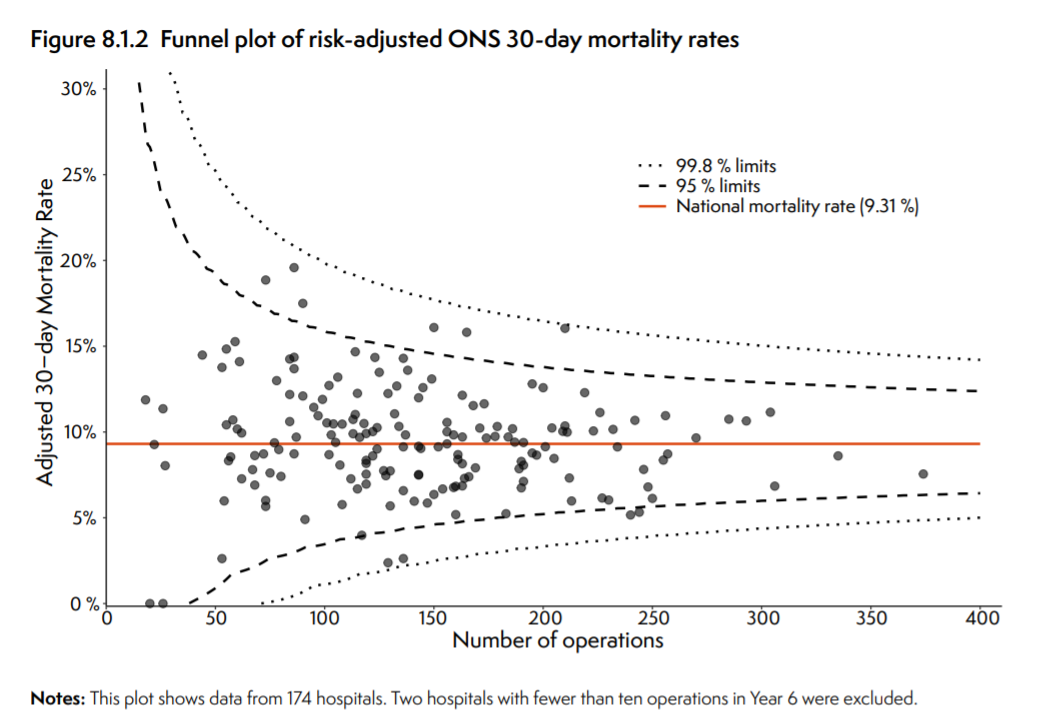 Figure 8.1.2 Funnel plot of risk-adjusted ONS 30-day mortality rates
30%
25%
20%
15%
10%
5%
0 %
Adjusted 30–day Mortality Rate
99.8 % limits
95 % limits
National mortality rate (9.31 %)
0 50 100 150 200 250 300 350 400
Number of operations
Notes: This plot shows data from 174 hospitals. Two hospitals with fewer than ten operations in Year 6 were excluded.